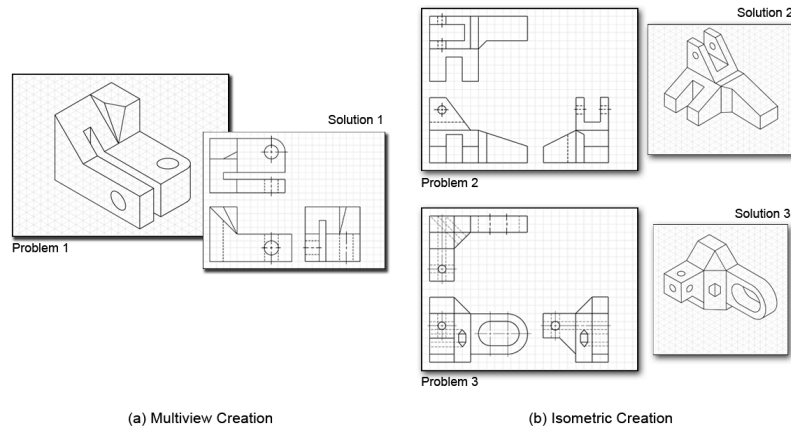 Solution 1
Problem 1
(a) Multiview Creation
Solution 2
Problem 2
Solution 3
Problem 3
(b) Isometric Creation